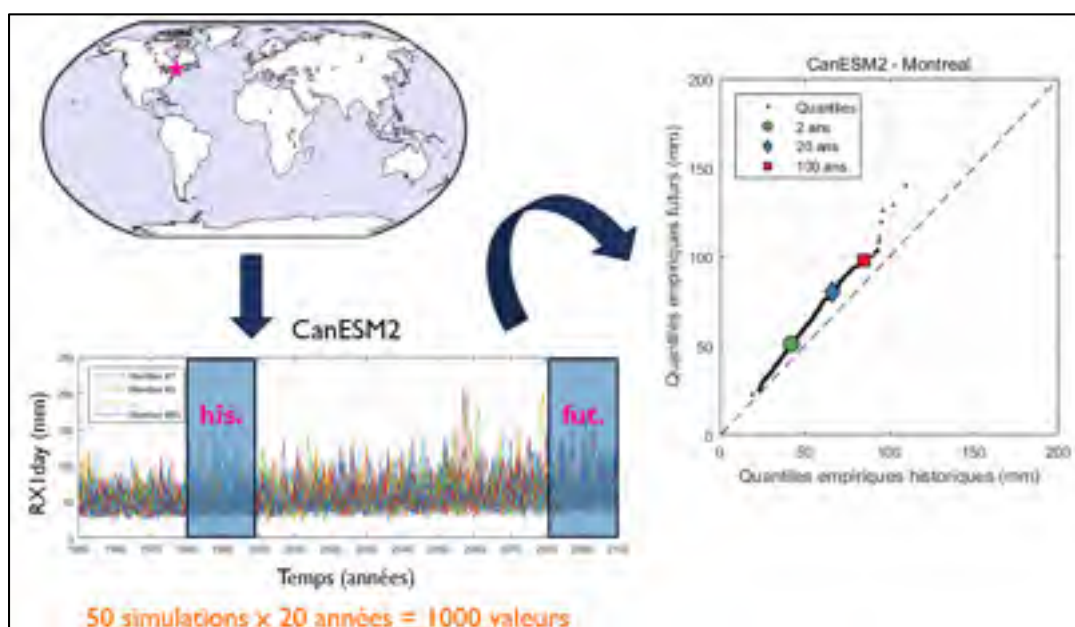 CanESM2
RX1day (mm)
his.
fut.
Temps (années)
50 simulations x 20 années = 1000 valeurs
CanESM2 - Montreal
Quantiles
2 ans
20 ans
100 ans
Quantiles empiriques futurs (mm)
200
150
100
50
0
0 50 100 150 200
Quantiles empiriques historiques (mm)